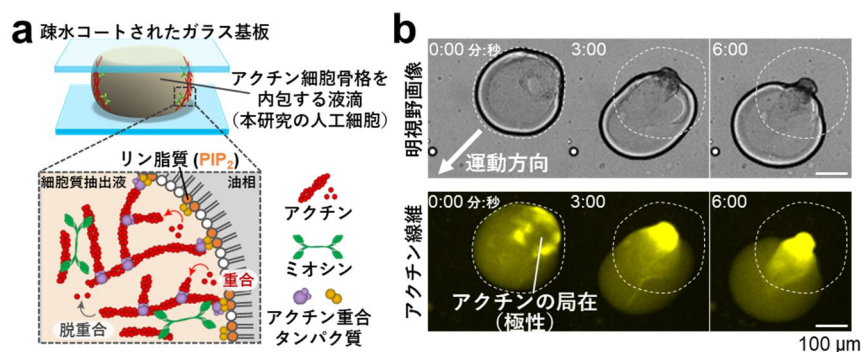 a
疎水コートされたガラス基板
アクチン細胞骨格を
内包する液滴
(本研究の人工細胞)
リン脂質 (PIP₂)
細胞質抽出液
油相
重合
脱重合
アクチン
ミオシン
アクチン重合
タンパク質
b
明視野画像
0:00 分:秒
3:00
6:00
運動方向
アクチン線維
0:00 分:秒
3:00
6:00
アクチンの局在
(極性)
100 µm